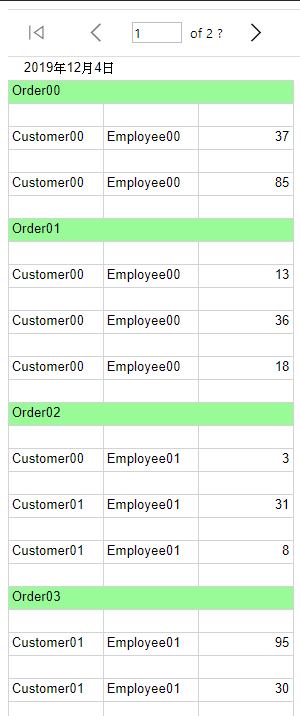 1 of 2 ?
2019年12月4日
Order00
Customer00 Employee00 37
Customer00 Employee00 85
Order01
Customer00 Employee00 13
Customer00 Employee00 36
Customer00 Employee00 18
Order02
Customer00 Employee01 3
Customer01 Employee01 31
Customer01 Employee01 8
Order03
Customer01 Employee01 95
Customer01 Employee01 30